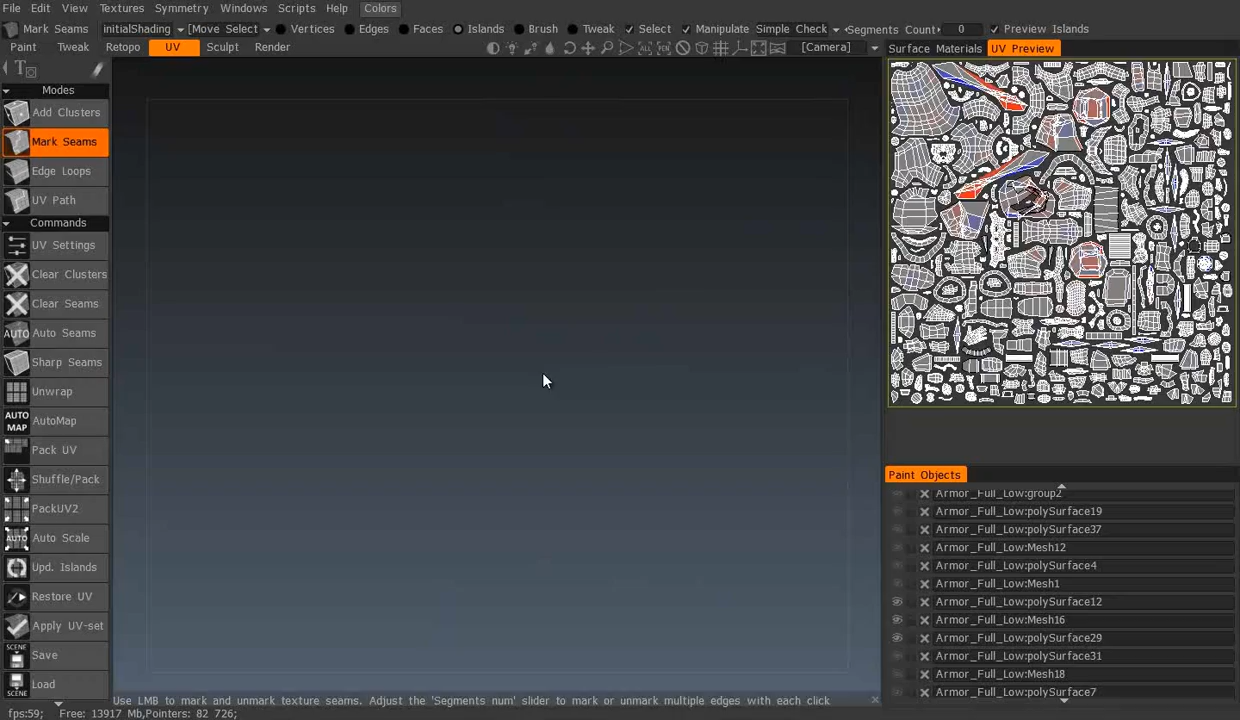 File Edit View Textures Symmetry Windows Scripts Help Colors
Mark Seams initialShading [Move Select] Vertices Edges Faces Islands Brush Tweak Select Manipulate Simple Check Segments Count 0 Preview Islands
Paint Tweak Retopo UV Sculpt Render [Camera] Surface Materials UV Preview
Modes
Add Clusters
Mark Seams
Edge Loops
UV Path
Commands
UV Settings
Clear Clusters
Clear Seams
AUTO Auto Seams
Sharp Seams
Unwrap
AUTO MAP AutoMap
Pack UV
Shuffle/Pack
PackUV2
AUTO Auto Scale
Upd. Islands
Restore UV
Apply UV-set
SCENE Save
Load
SCENE
Paint Objects
Armor_Full_Low:group2
Armor_Full_Low:polySurface19
Armor_Full_Low:polySurface37
Armor_Full_Low:Mesh12
Armor_Full_Low:polySurface4
Armor_Full_Low:Mesh1
Armor_Full_Low:polySurface12
Armor_Full_Low:Mesh16
Armor_Full_Low:polySurface29
Armor_Full_Low:polySurface31
Armor_Full_Low:Mesh18
Armor_Full_Low:polySurface7
Use LMB to mark and unmark texture seams. Adjust the 'Segments num' slider to mark or unmark multiple edges with each click
fps:59; Free: 13917 Mb,Pointers: 82 726;